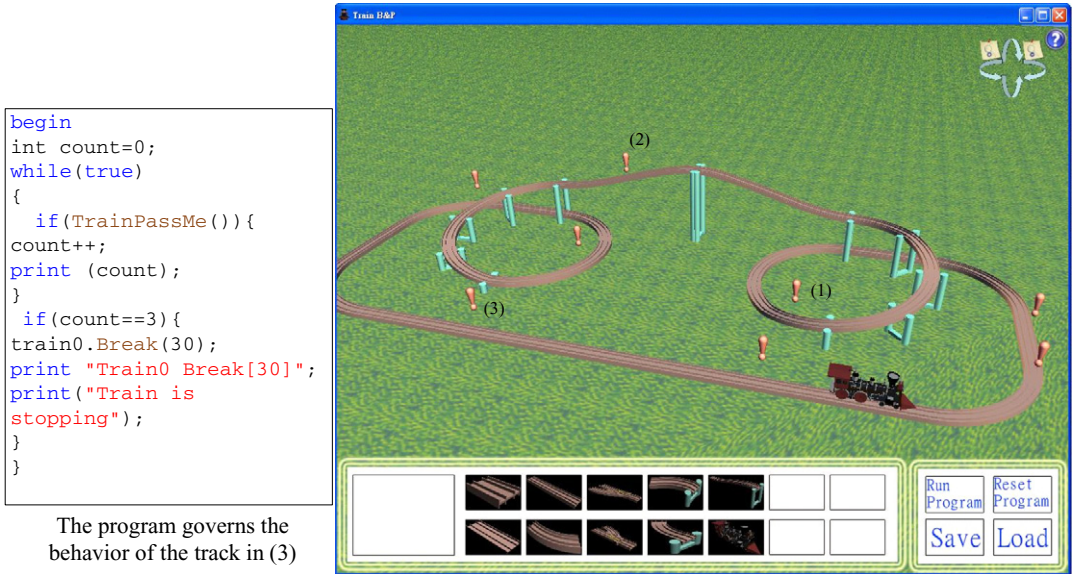 Train B&P
?
(2)
(1)
(3)
begin
int count=0;
while(true)
{
if(TrainPassMe()){
count++;
print (count);
}
if(count==3){
train0.Break(30);
print "Train0 Break[30]";
print("Train is
stopping");
}
}
The program governs the
behavior of the track in (3)
Run
Program
Reset
Program
Save
Load